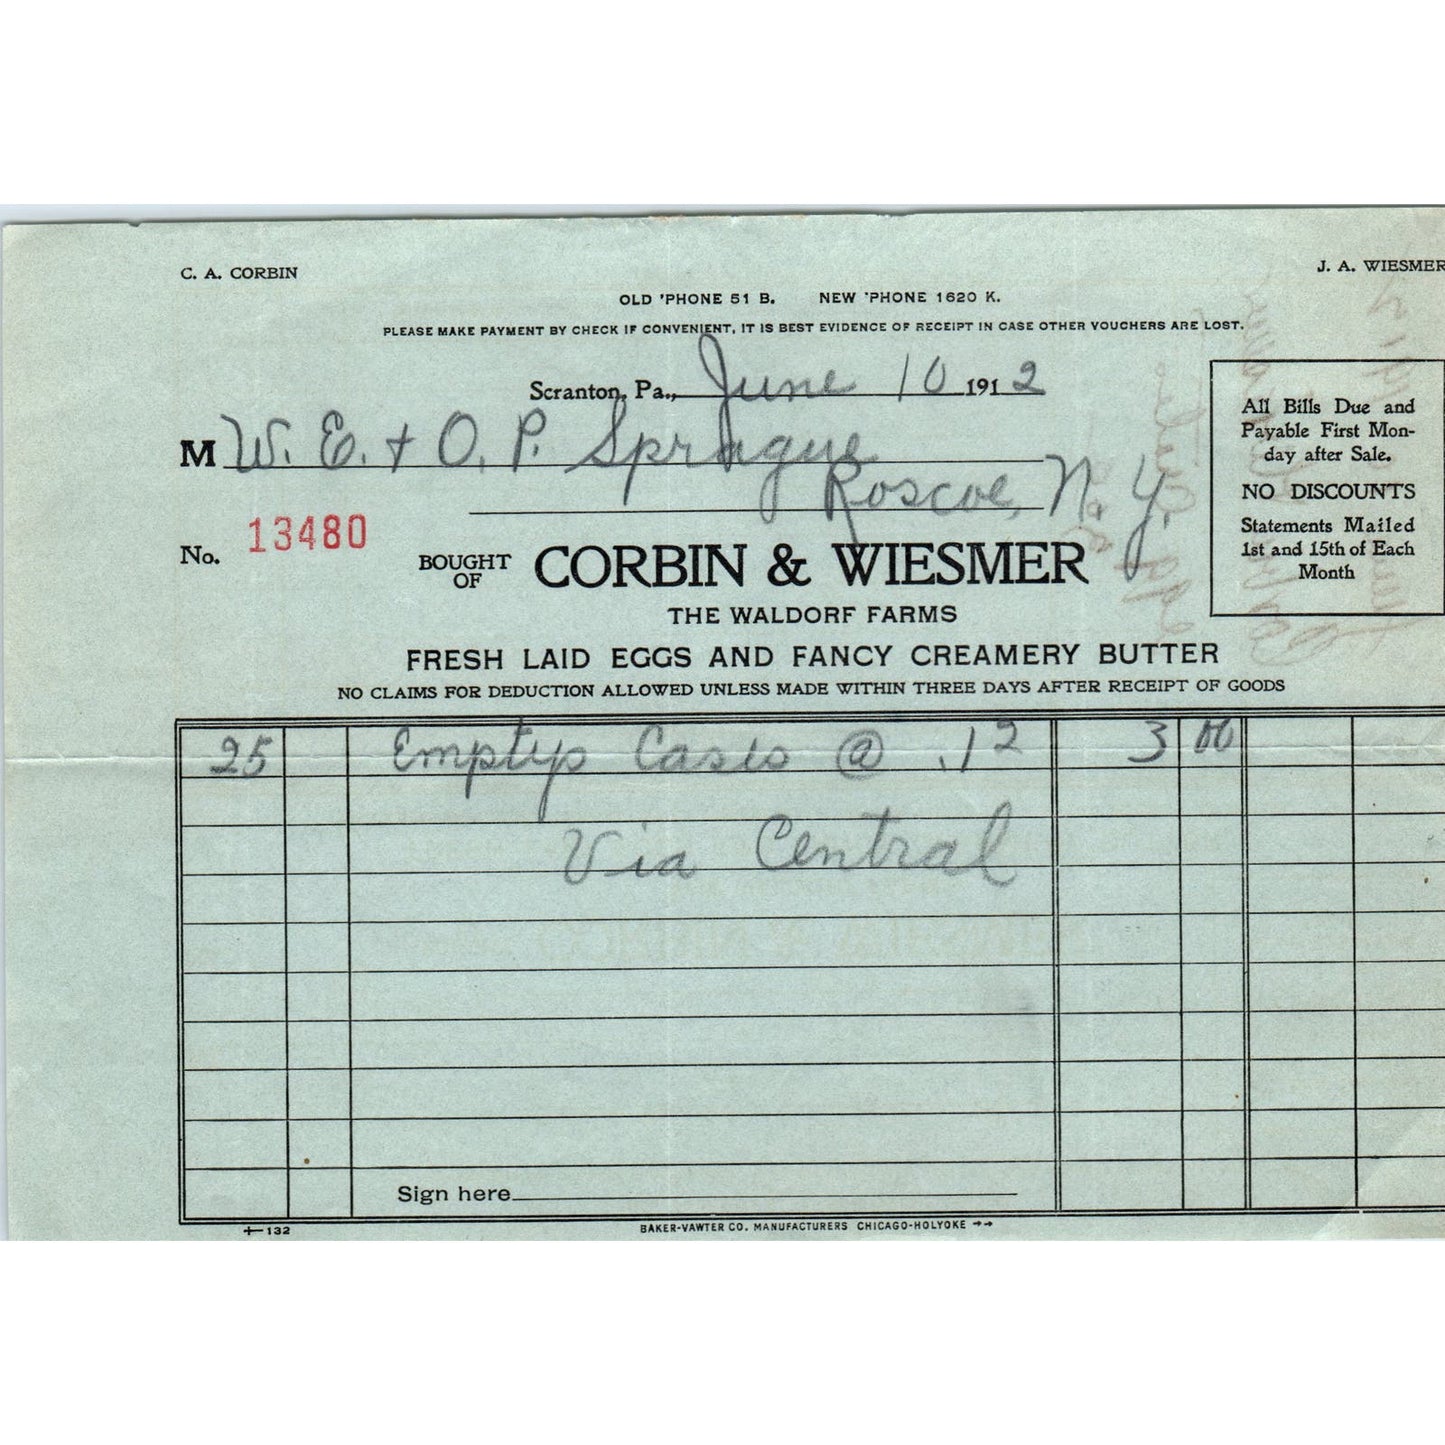 C. A. CORBIN
J. A. WIESMER
OLD 'PHONE 51 B. NEW 'PHONE 1620 K.
PLEASE MAKE PAYMENT BY CHECK IF CONVENIENT, IT IS BEST EVIDENCE OF RECEIPT IN CASE OTHER VOUCHERS ARE LOST.
Scranton, Pa., June 10 1912
M W. E. + O. P. Sprague
Roscoe, N. Y.
No. 13480
BOUGHT OF CORBIN & WIESMER
THE WALDORF FARMS
FRESH LAID EGGS AND FANCY CREAMERY BUTTER
NO CLAIMS FOR DEDUCTION ALLOWED UNLESS MADE WITHIN THREE DAYS AFTER RECEIPT OF GOODS
All Bills Due and
Payable First Mon-
day after Sale.
NO DISCOUNTS
Statements Mailed
1st and 15th of Each
Month
25 Emptys Cases @ .12 3 00
Via Central
Sign here
132
BAKER-VAWTER CO. MANUFACTURERS CHICAGO-HOLYOKE